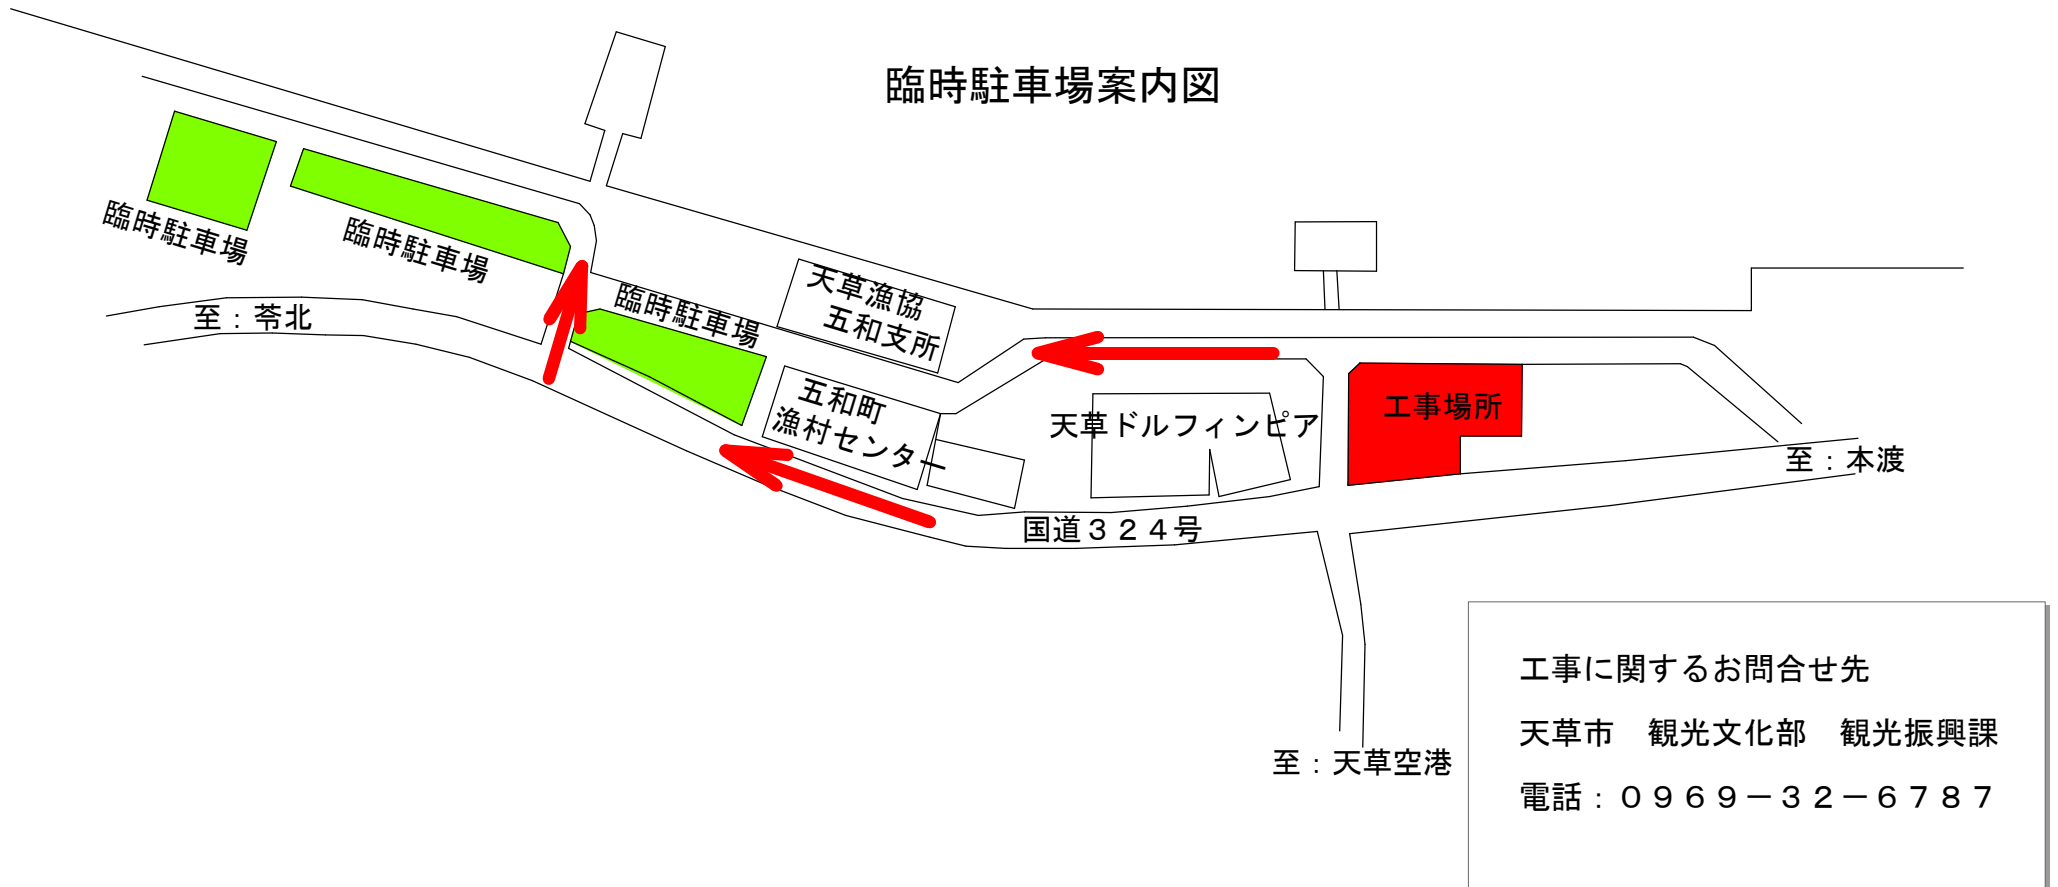 臨時駐車場案内図
臨時駐車場
臨時駐車場
臨時駐車場
天草漁協
五和支所
至：苓北
五和町
漁村センター
天草ドルフィンピア
工事場所
至：本渡
国道３２４号
至：天草空港
工事に関するお問合せ先
天草市　観光文化部　観光振興課
電話：０９６９－３２－６７８７